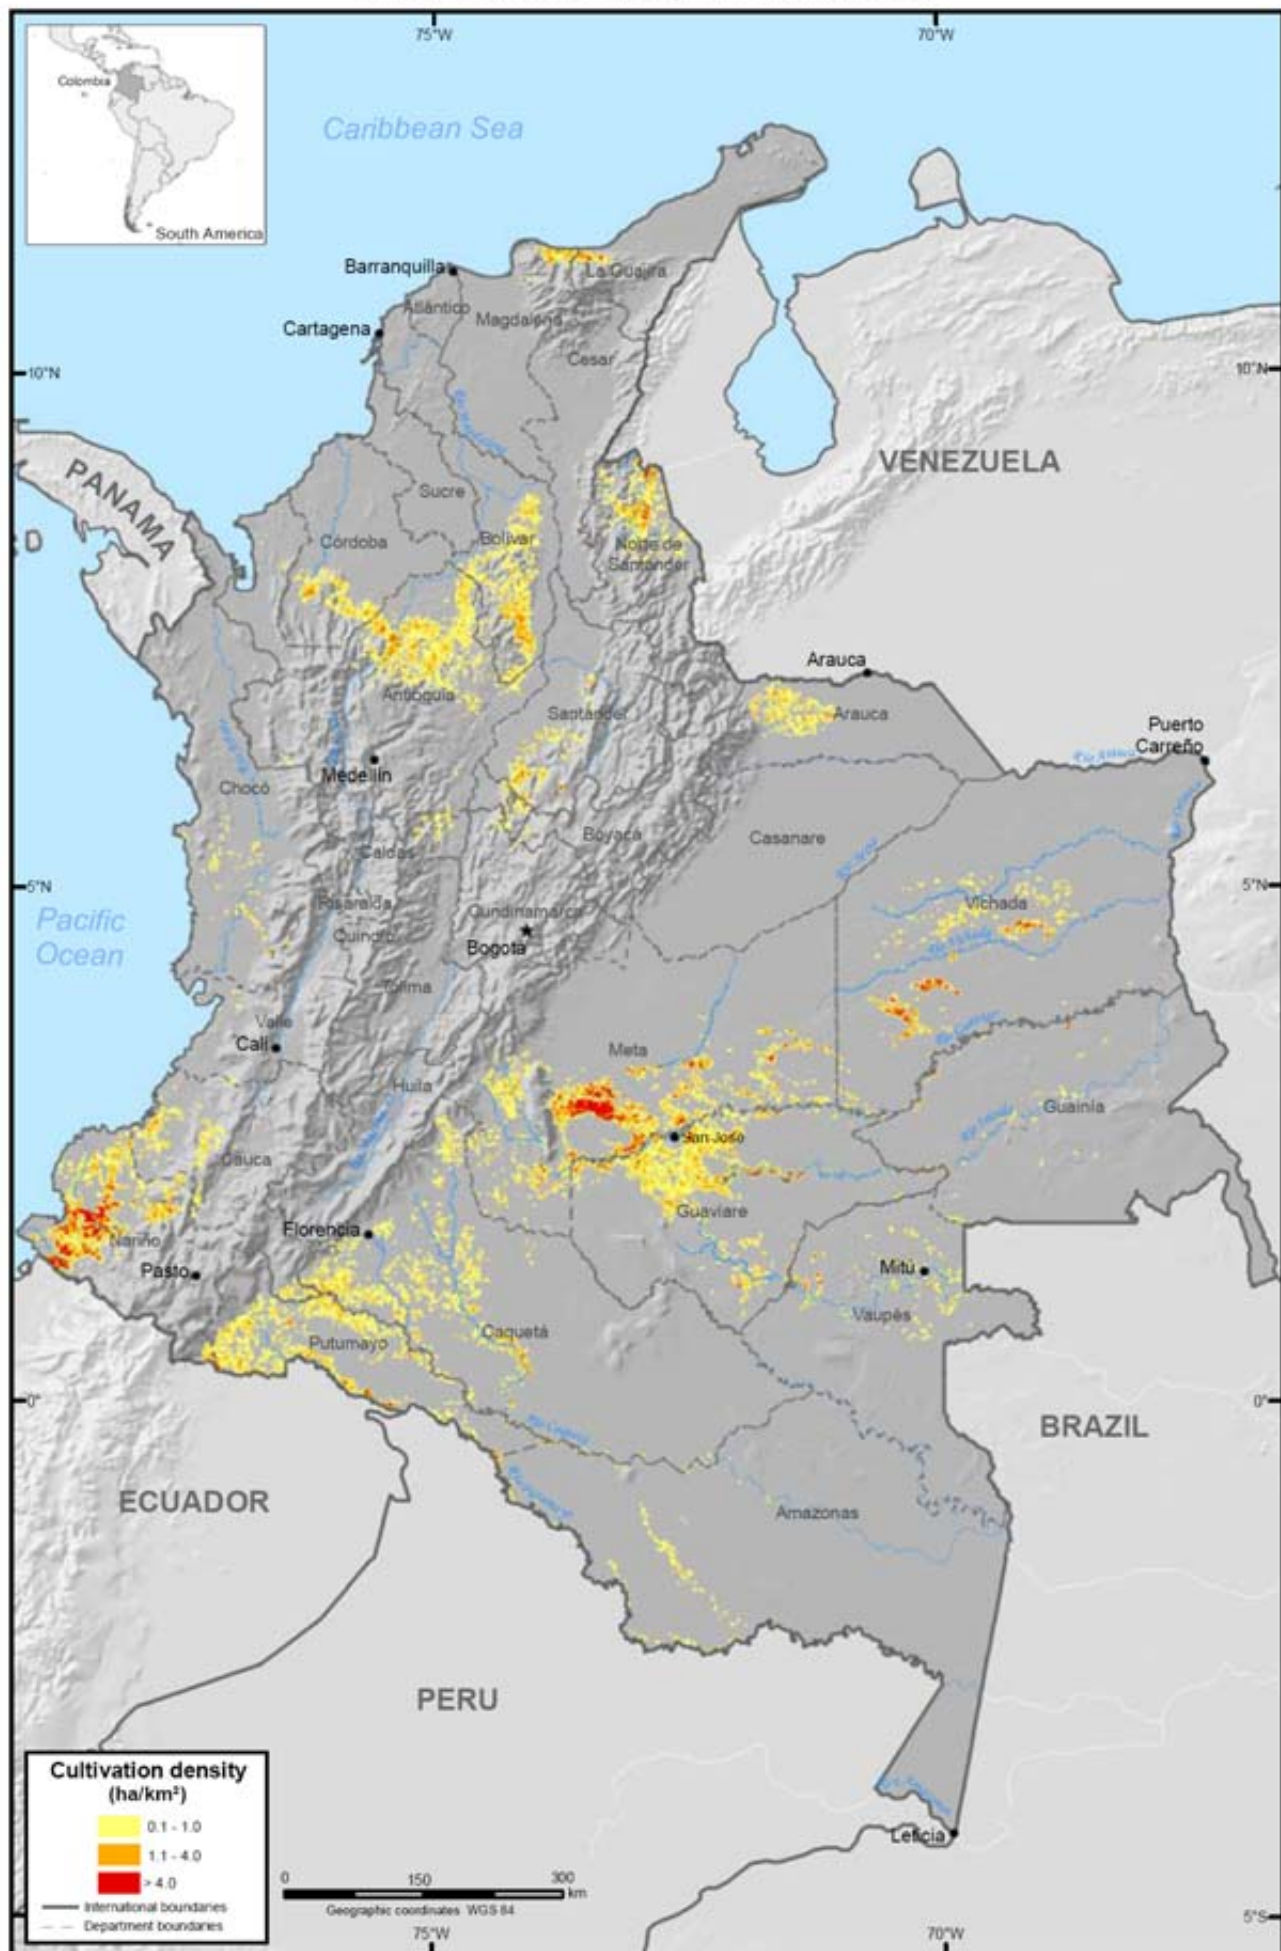 75°W
70°W
Colombia
South America
Caribbean Sea
Barranquilla
La Guajira
Atlántico
Magdalena
Cartagena
Cesar
10°N
10°N
VENEZUELA
PANAMA
Sucre
D
Córdoba
Bolívar
Norte de
Santander
Arauca
Antioquia
Santander
Arauca
Puerto
Carreño
Medellín
Chocó
Boyacá
Casanare
Caldas
5°N
5°N
Risaralda
Vichada
Pacific
Ocean
Cundinamarca
Quindío
Bogota
Tolima
Valle
Cali
Meta
Huila
Guainía
San José
Cauca
Guaviare
Florencia
Nariño
Pasto
Mitú
Vaupés
Putumayo
Caquetá
0°
0°
BRAZIL
ECUADOR
Amazonas
PERU
Leticia
Cultivation density
(ha/km²)
0.1 - 1.0
1.1 - 4.0
> 4.0
International boundaries
Department boundaries
0 150 300
km
Geographic coordinates WGS 84
5°S
75°W
70°W